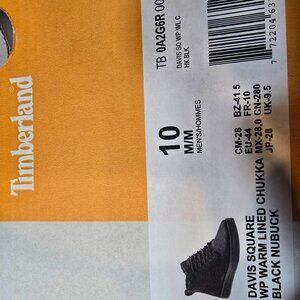 Timberland
TB 0A2G6R
DAVIS SQ WP WL C
HK BLK
10
M/M
MEN'S/HOMMES
CM-28 BZ-41.5
EU-44 FR-10
MX-28,0 CN-280
JP-28 UK-9.5
DAVIS SQUARE
WP WARM LINED CHUKKA
BLACK NUBUCK